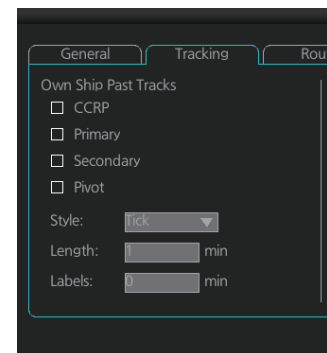 General Tracking Rou
Own Ship Past Tracks
CCRP
Primary
Secondary
Pivot
Style: Tick
Length: 1 min
Labels: 0 min